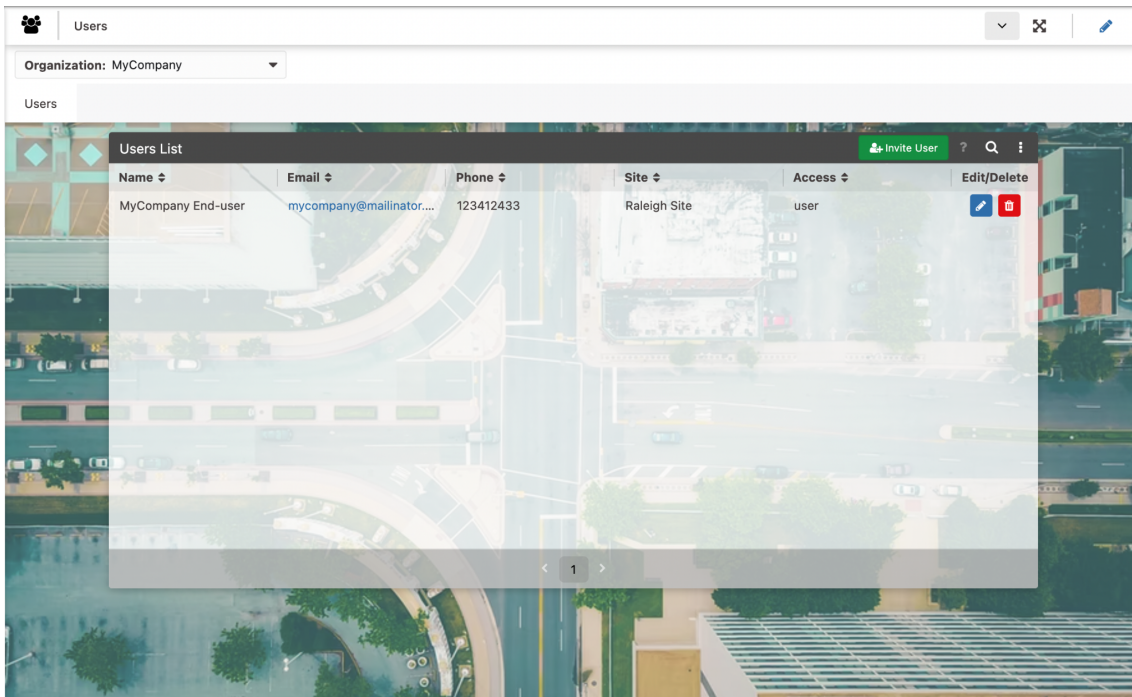 Users
Organization: MyCompany
Users
Users List
Invite User ?
Name Email Phone Site Access Edit/Delete
MyCompany End-user mycompany@mailinator.... 123412433 Raleigh Site user
1